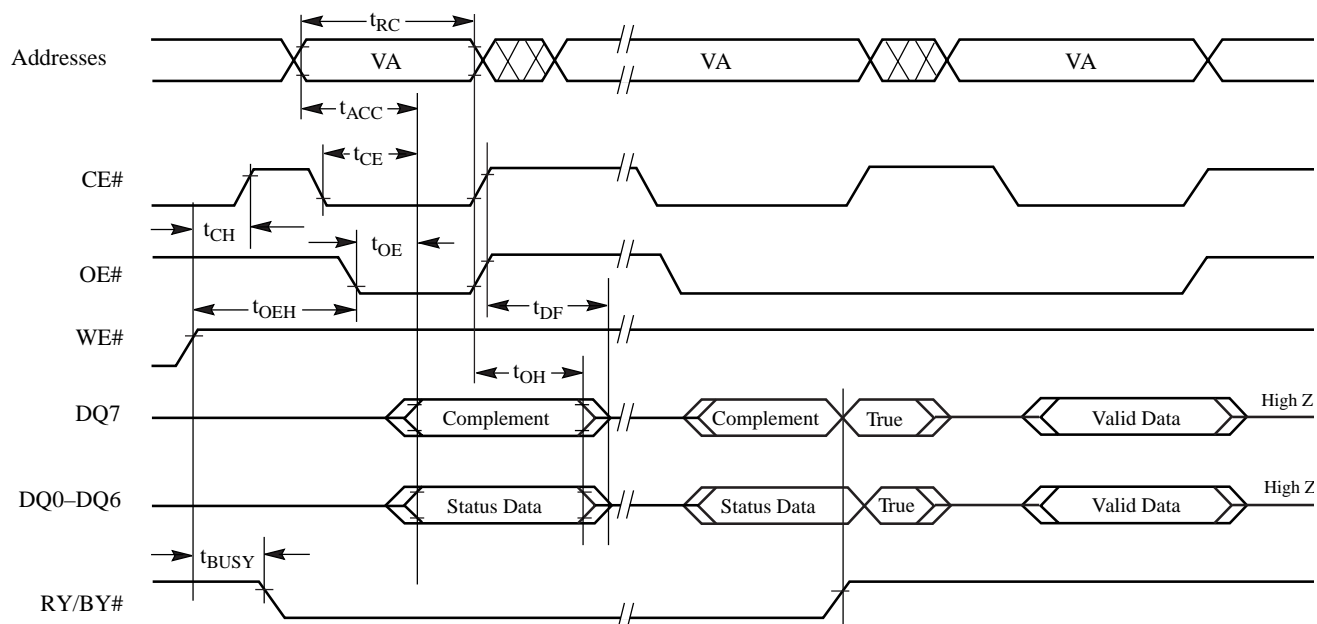 tRC
Addresses VA VA VA
tACC
tCE
CE#
tCH tOE
OE#
tOEH tDF
WE#
tOH
DQ7 Complement Complement True Valid Data High Z
DQ0–DQ6 Status Data Status Data True Valid Data High Z
tBUSY
RY/BY#